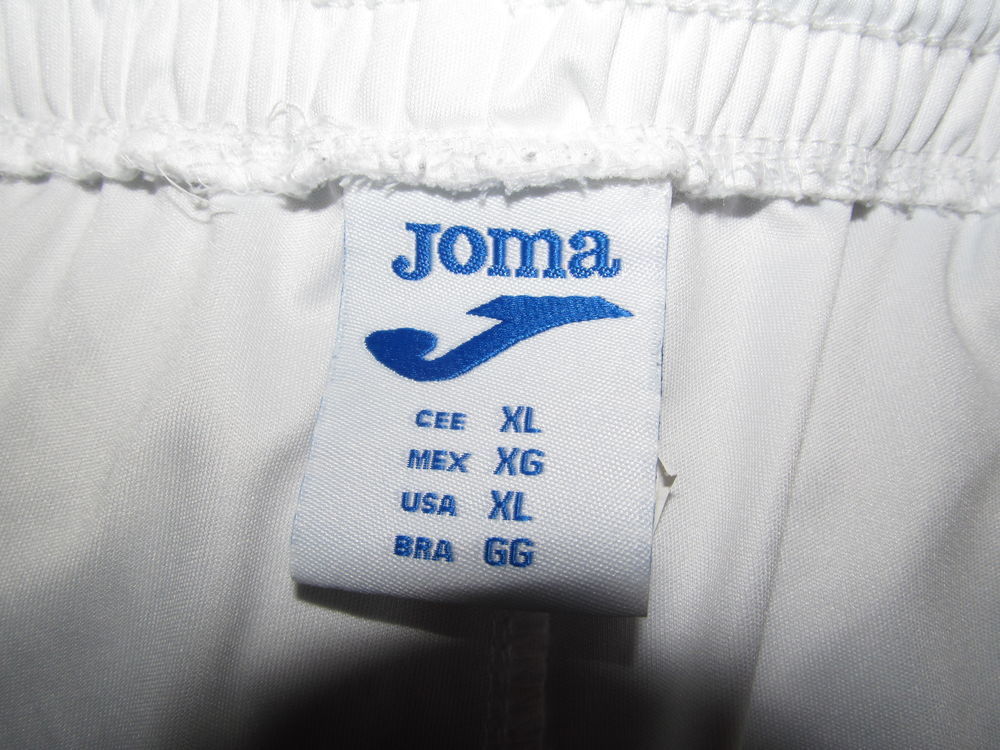 Joma
CEE XL
MEX XG
USA XL
BRA GG